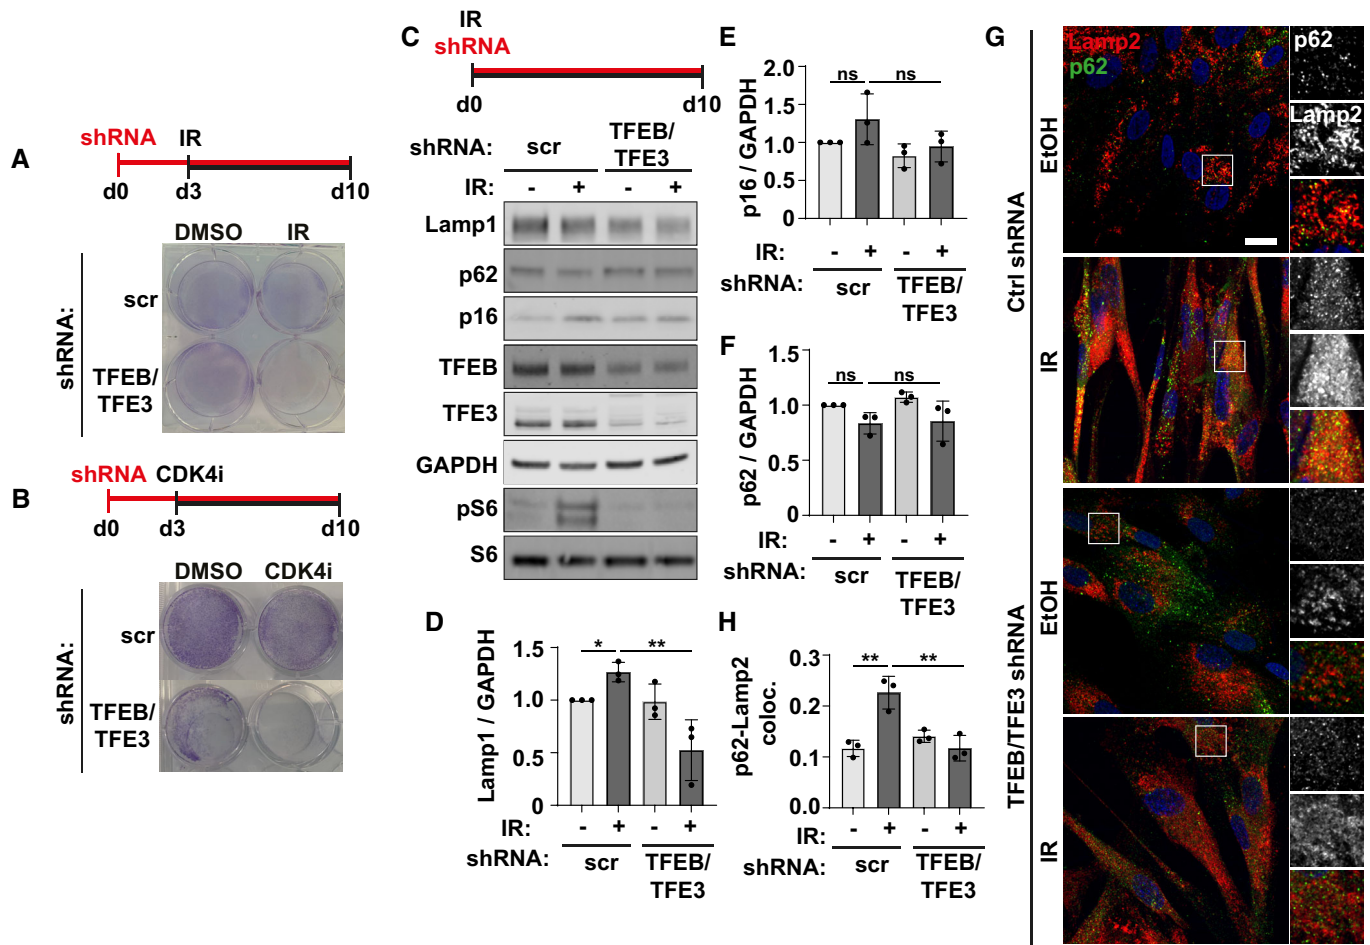 A
shRNA IR
d0 d3 d10
DMSO IR
shRNA:
scr
TFEB/
TFE3
B
shRNA CDK4i
d0 d3 d10
DMSO CDK4i
shRNA:
scr
TFEB/
TFE3
C
IR
shRNA
d0 d10
shRNA: scr TFEB/
TFE3
IR: - + - +
Lamp1
p62
p16
TFEB
TFE3
GAPDH
pS6
S6
D
Lamp1 / GAPDH
1.5
1.0
0.5
0
* **
IR: - + - +
shRNA: scr TFEB/
TFE3
E
p16 / GAPDH
2.0
1.5
1.0
0.5
0
ns ns
IR: - + - +
shRNA: scr TFEB/
TFE3
F
p62 / GAPDH
1.5
1.0
0.5
0
ns ns
IR: - + - +
shRNA: scr TFEB/
TFE3
H
p62-Lamp2
coloc.
0.3
0.2
0.1
0.0
** **
IR: - + - +
shRNA: scr TFEB/
TFE3
G
Ctrl shRNA
EtOH
IR
TFEB/TFE3 shRNA
EtOH
IR
Lamp2
p62
p62
Lamp2